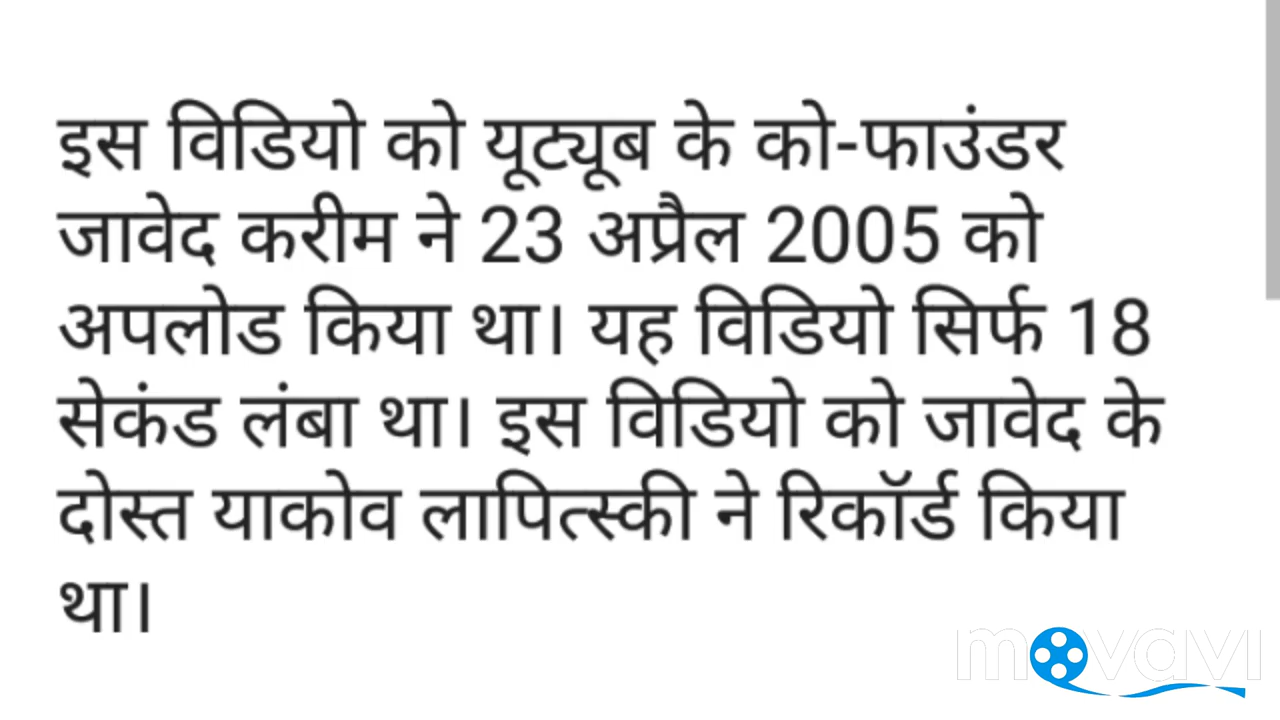 इस विडियो को यूट्यूब के को-फाउंडर
जावेद करीम ने 23 अप्रैल 2005 को
अपलोड किया था। यह विडियो सिर्फ 18
सेकंड लंबा था। इस विडियो को जावेद के
दोस्त याकोव लापित्स्की ने रिकॉर्ड किया
था।
movavi